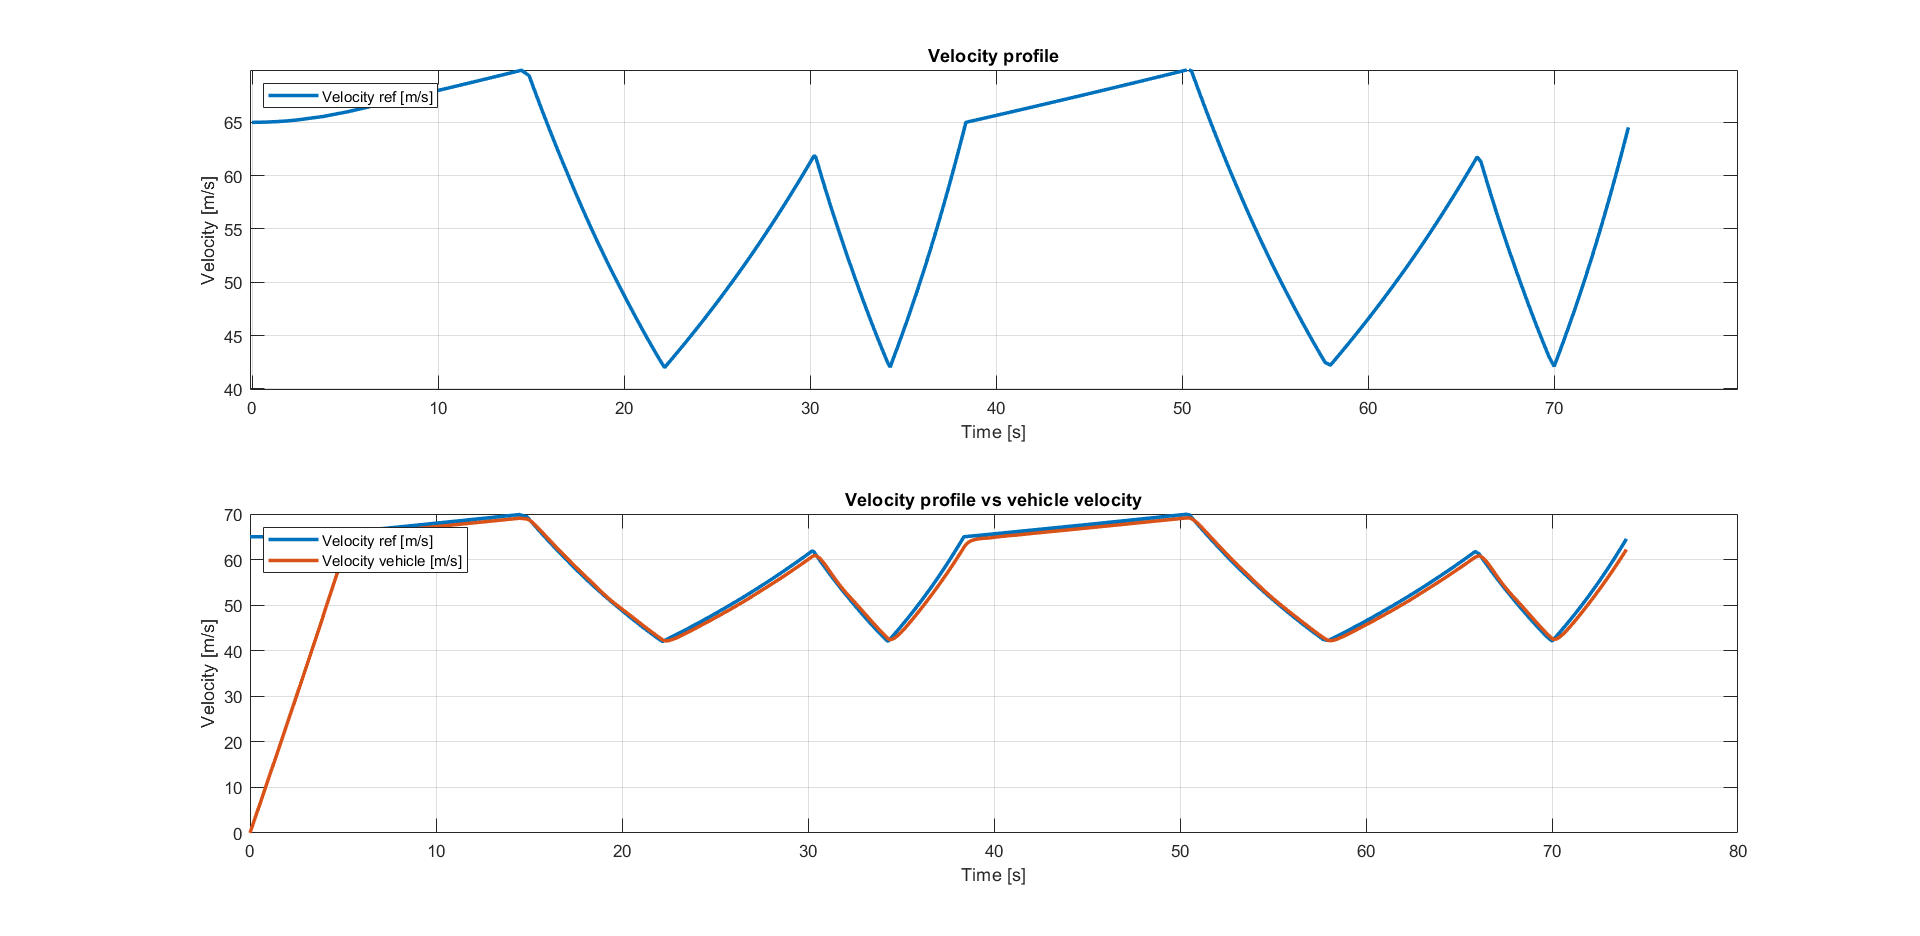 Velocity profile
Velocity ref [m/s]
Velocity [m/s]
65
60
55
50
45
40
0 10 20 30 40 50 60 70
Time [s]
Velocity profile vs vehicle velocity
Velocity ref [m/s]
Velocity vehicle [m/s]
Velocity [m/s]
70
60
50
40
30
20
10
0
0 10 20 30 40 50 60 70 80
Time [s]